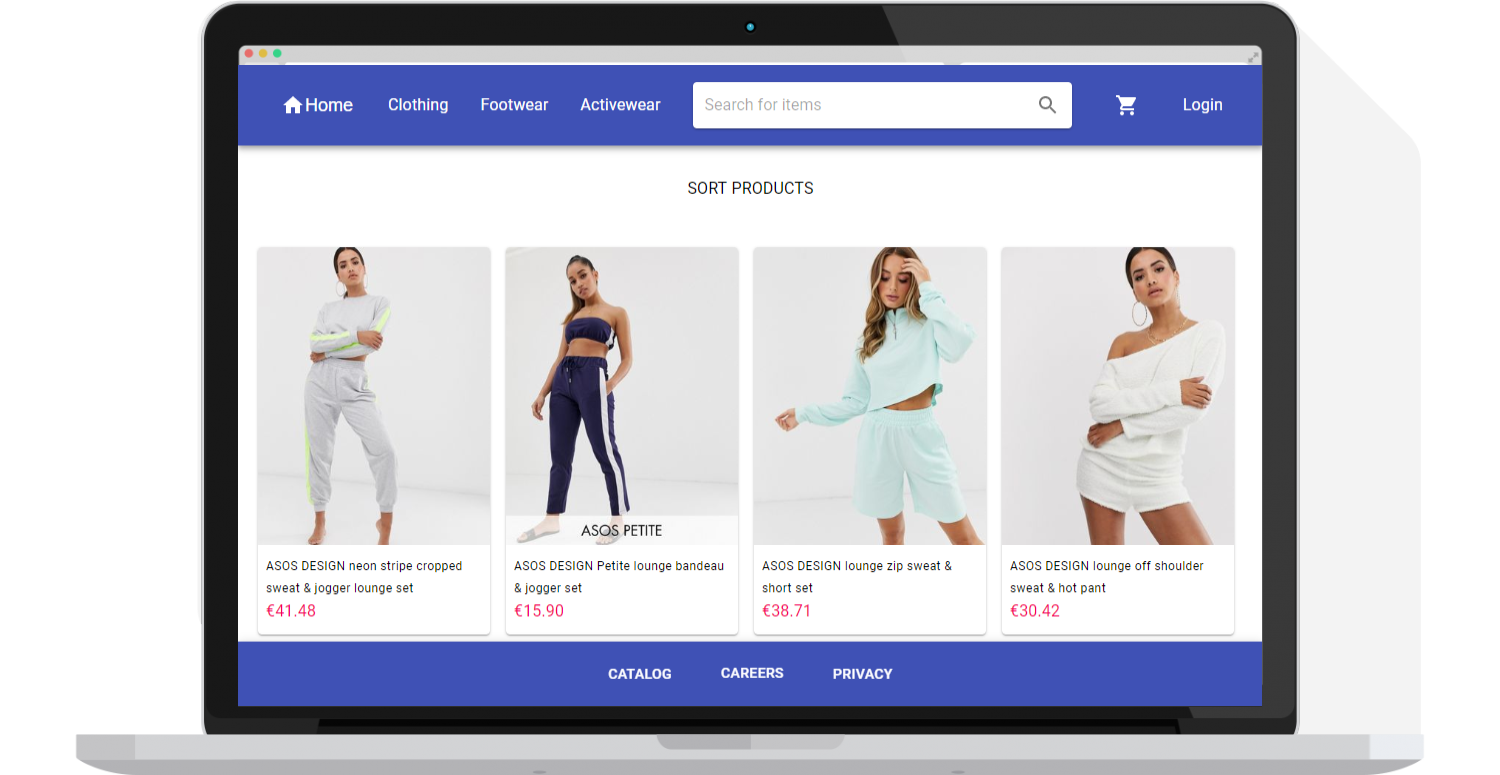 Home Clothing Footwear Activewear Search for items Login
SORT PRODUCTS
ASOS PETITE
ASOS DESIGN neon stripe cropped
sweat & jogger lounge set
€41.48
ASOS DESIGN Petite lounge bandeau
& jogger set
€15.90
ASOS DESIGN lounge zip sweat &
short set
€38.71
ASOS DESIGN lounge off shoulder
sweat & hot pant
€30.42
CATALOG CAREERS PRIVACY